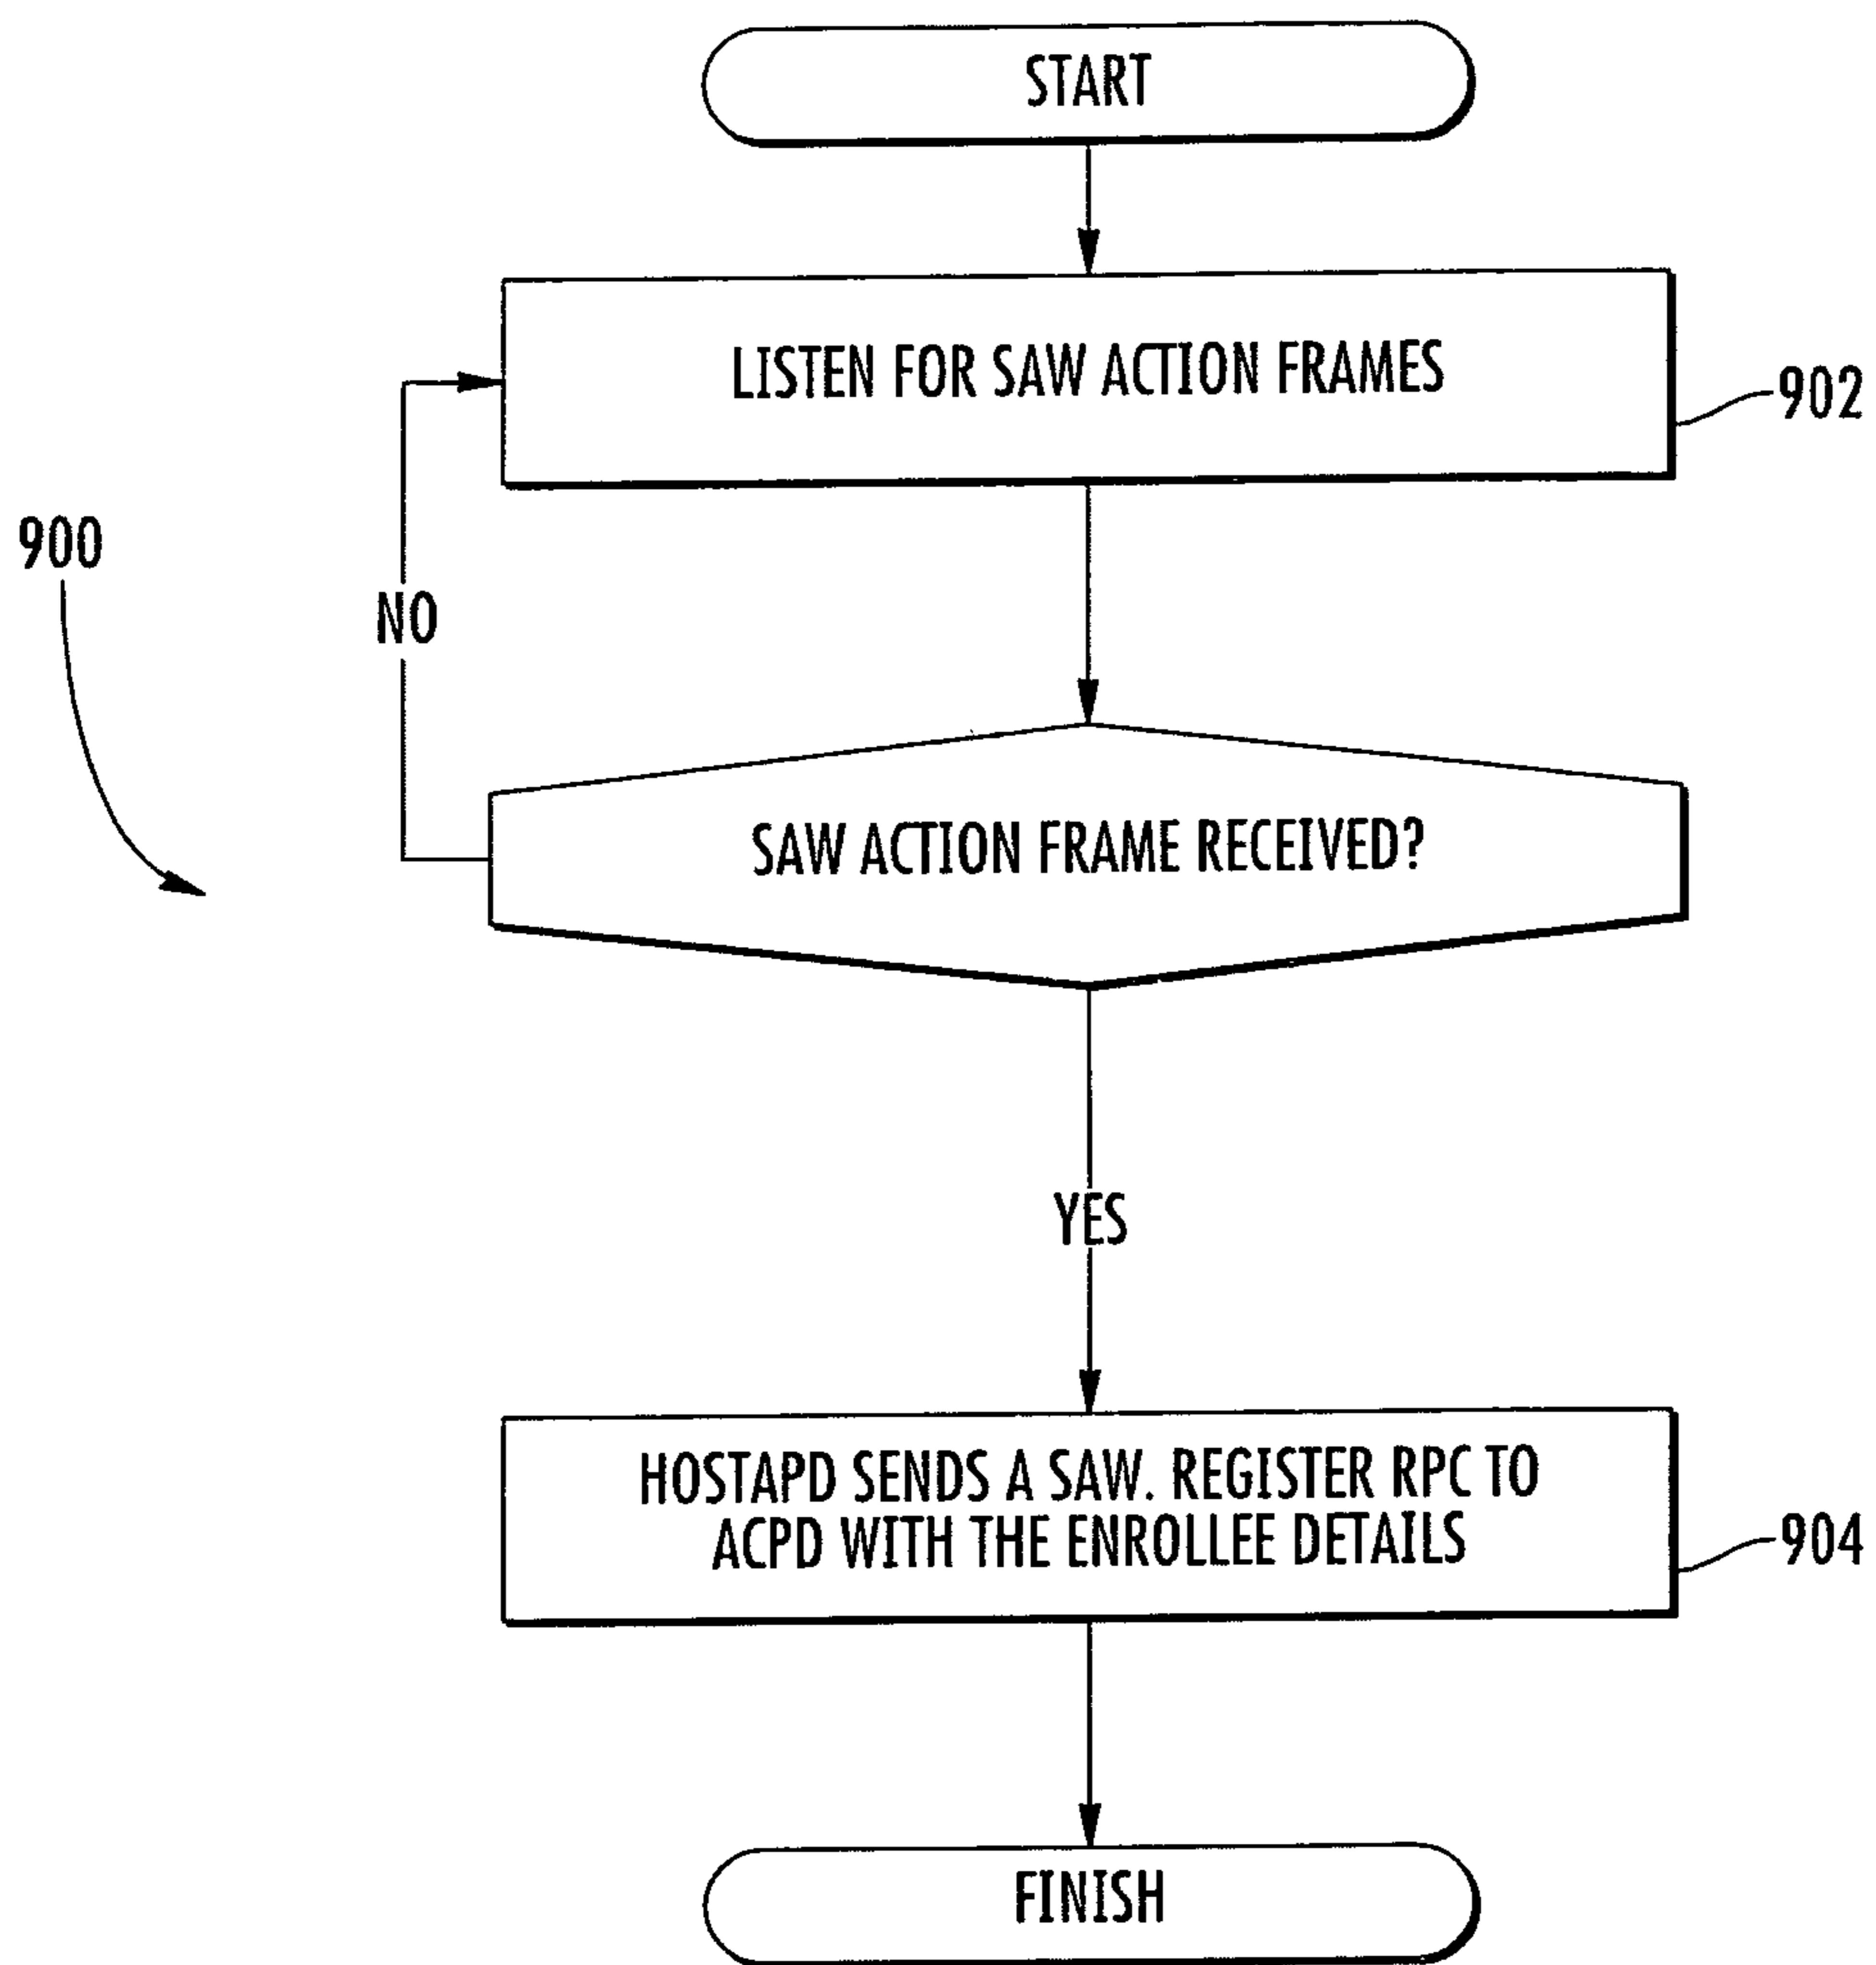 START
LISTEN FOR SAW ACTION FRAMES
902
900
NO
SAW ACTION FRAME RECEIVED?
YES
HOSTAPD SENDS A SAW. REGISTER RPC TO
ACPD WITH THE ENROLLEE DETAILS
904
FINISH